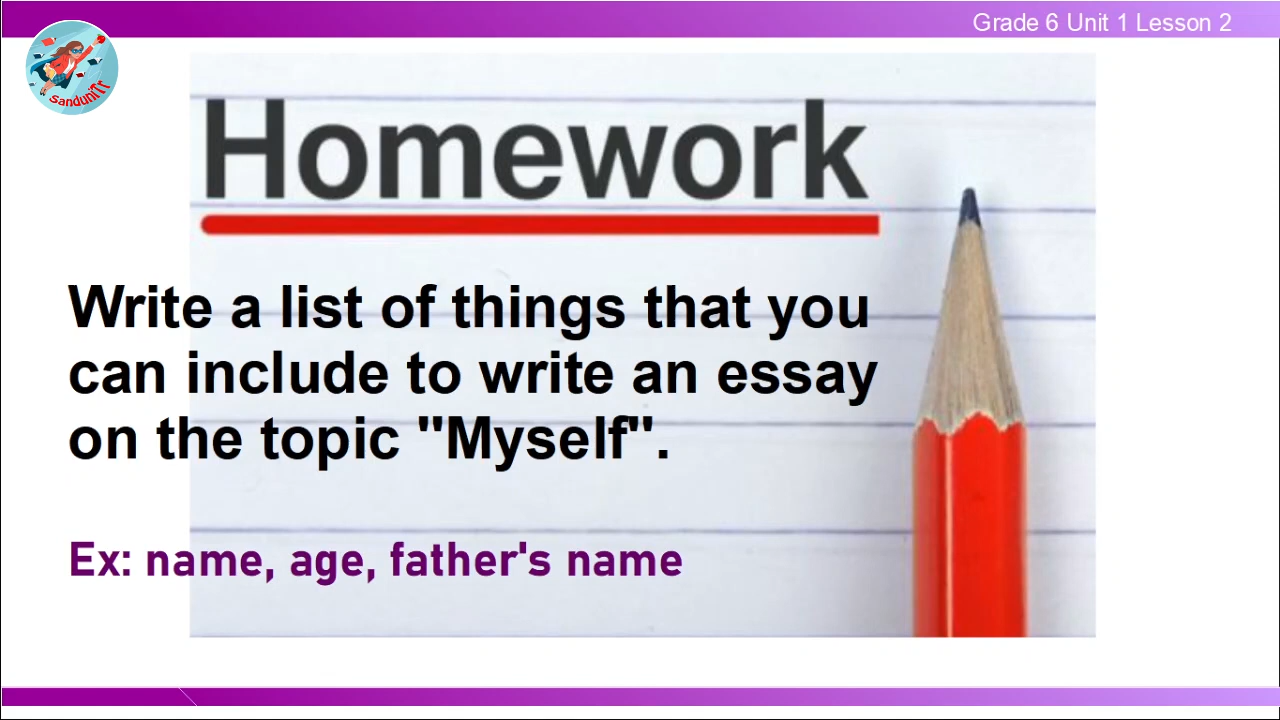 Grade 6 Unit 1 Lesson 2
SanduniTr
Homework
Write a list of things that you
can include to write an essay
on the topic "Myself".
Ex: name, age, father's name